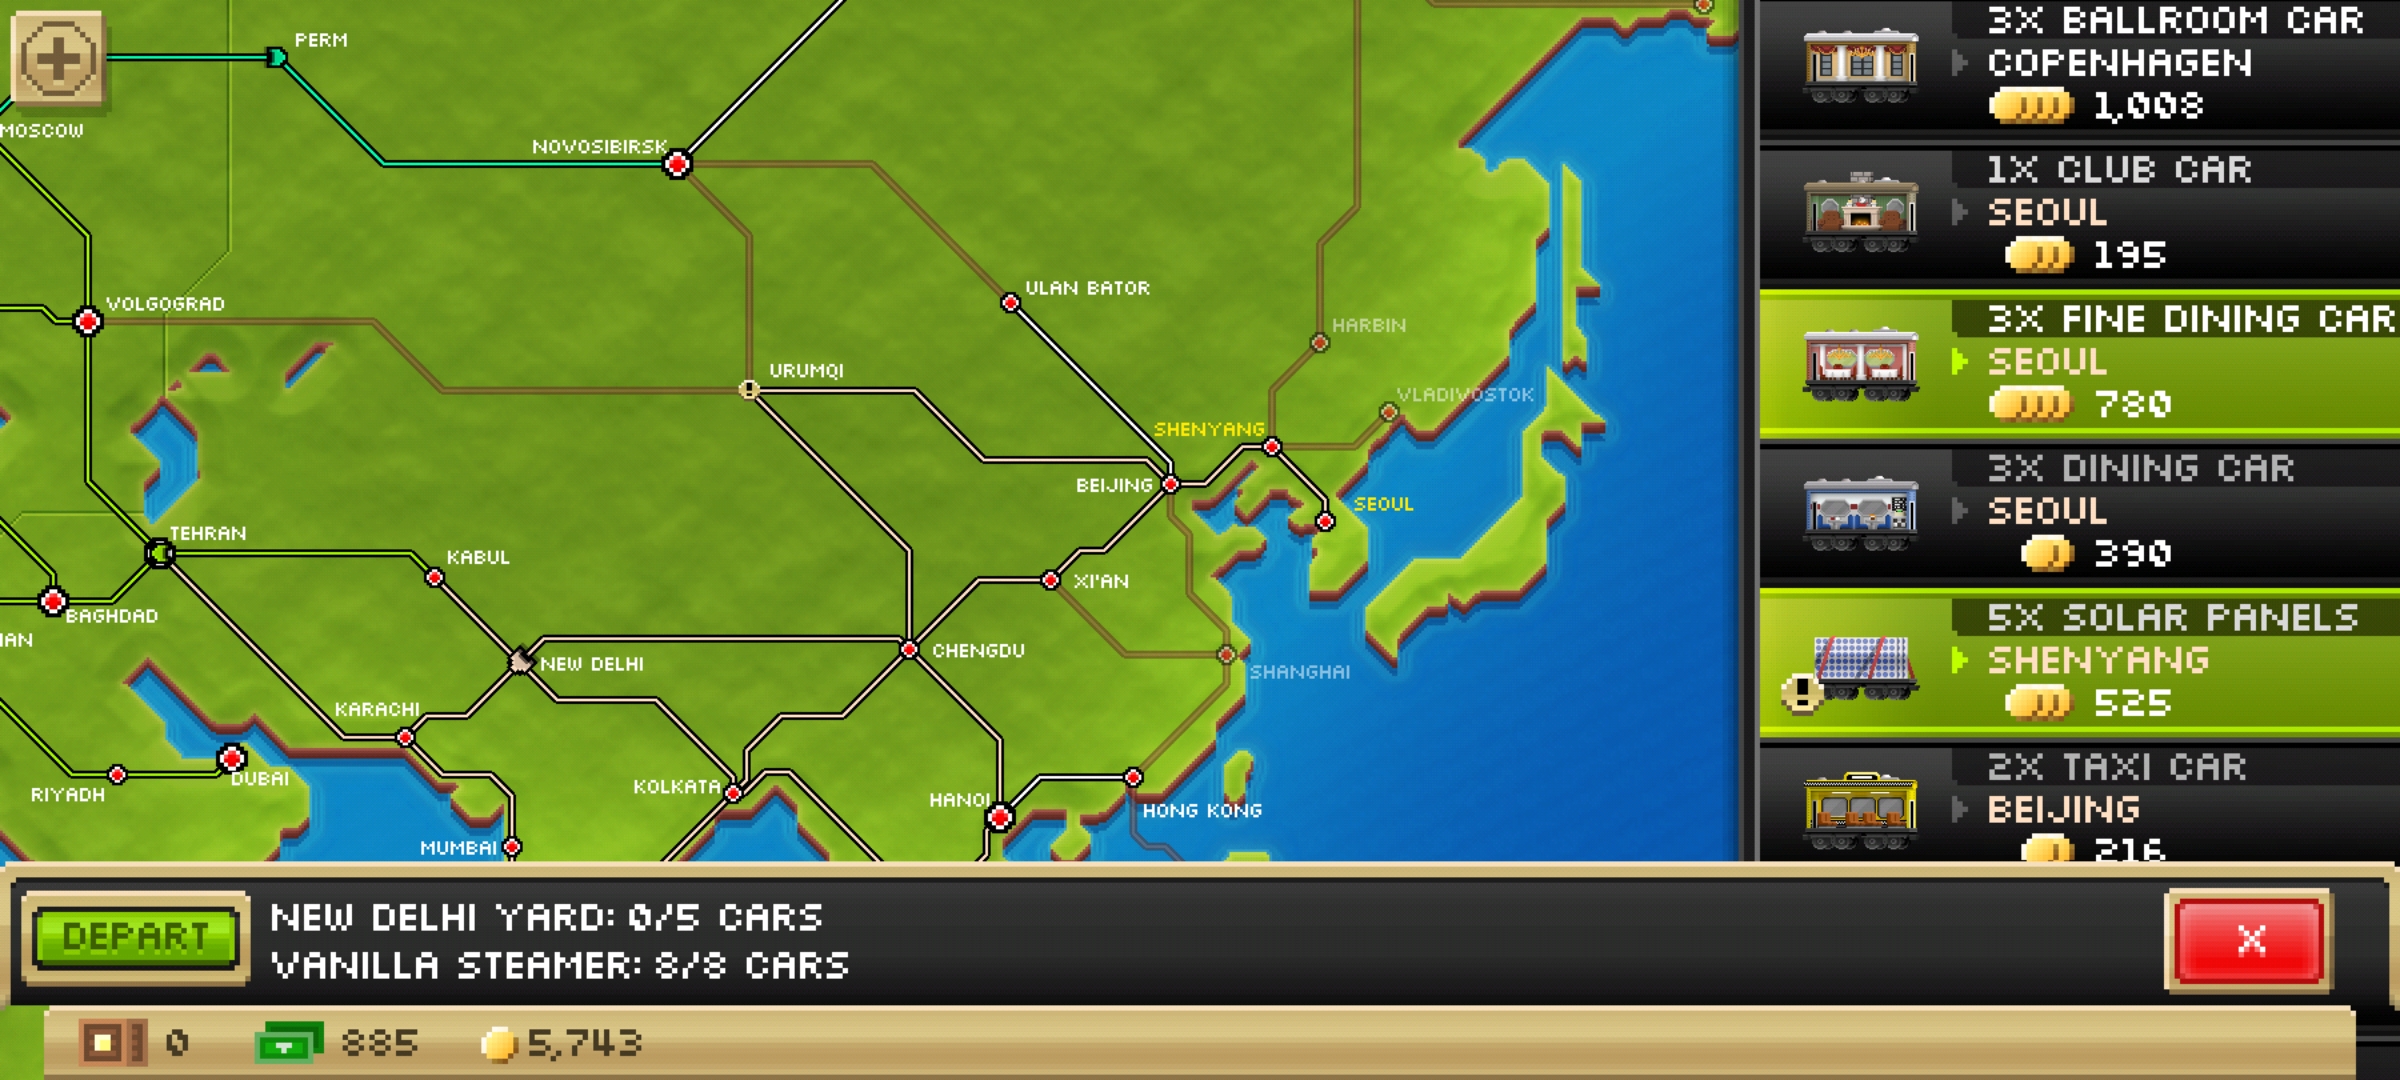 PERM
MOSCOW
NOVOSIBIRSK
VOLGOGRAD
ULAN BATOR
HARBIN
URUMQI
VLADIVOSTOK
SHENYANG
BEIJING
SEOUL
TEHRAN
KABUL
XI'AN
BAGHDAD
IAN
NEW DELHI
CHENGDU
SHANGHAI
KARACHI
DUBAI
RIYADH
KOLKATA
HANOI
HONG KONG
MUMBAI
3X BALLROOM CAR
COPENHAGEN
1,008
1X CLUB CAR
SEOUL
195
3X FINE DINING CAR
SEOUL
780
3X DINING CAR
SEOUL
390
5X SOLAR PANELS
SHENYANG
525
2X TAXI CAR
BEIJING
216
DEPART
NEW DELHI YARD: 0/5 CARS
VANILLA STEAMER: 8/8 CARS
X
0
885
5,743